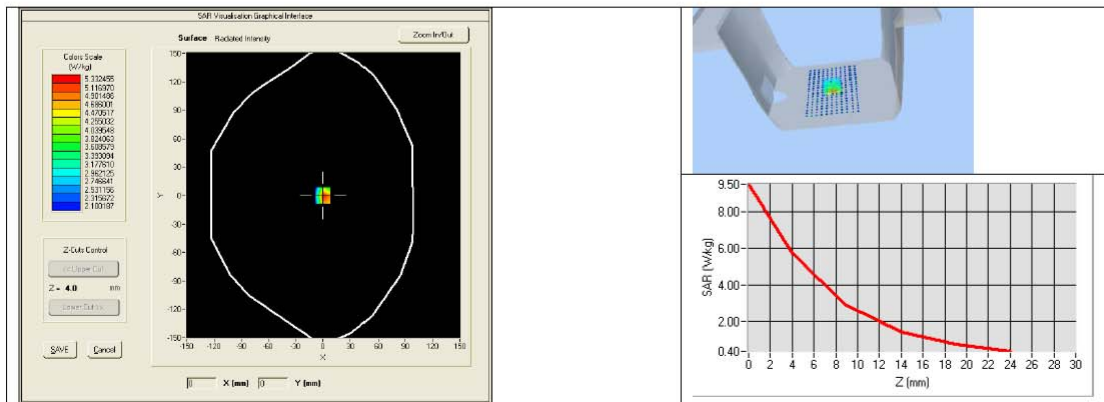 SAR Visualisation Graphical Interface
Surface Radiated Intensity
Zoom In/Out
Colors Scale
(W/kg)
5.332455
5.116970
4.901486
4.686001
4.470517
4.255032
4.039548
3.824063
3.608579
3.393094
3.177610
2.962125
2.746641
2.531156
2.315672
2.100187
Z-Cuts Control
Z = 4.0 mm
SAVE Cancel
150-
120-
90-
60-
30-
0-
-30-
-60-
-90-
-120-
-150-
Y
-150 -120 -90 -60 -30 0 30 60 90 120 150
X
0 X (mm) 0 Y (mm)
9.50
8.00
6.00
4.00
2.00
0.40
SAR (W/kg)
0 2 4 6 8 10 12 14 16 18 20 22 24 26 28 30
Z (mm)